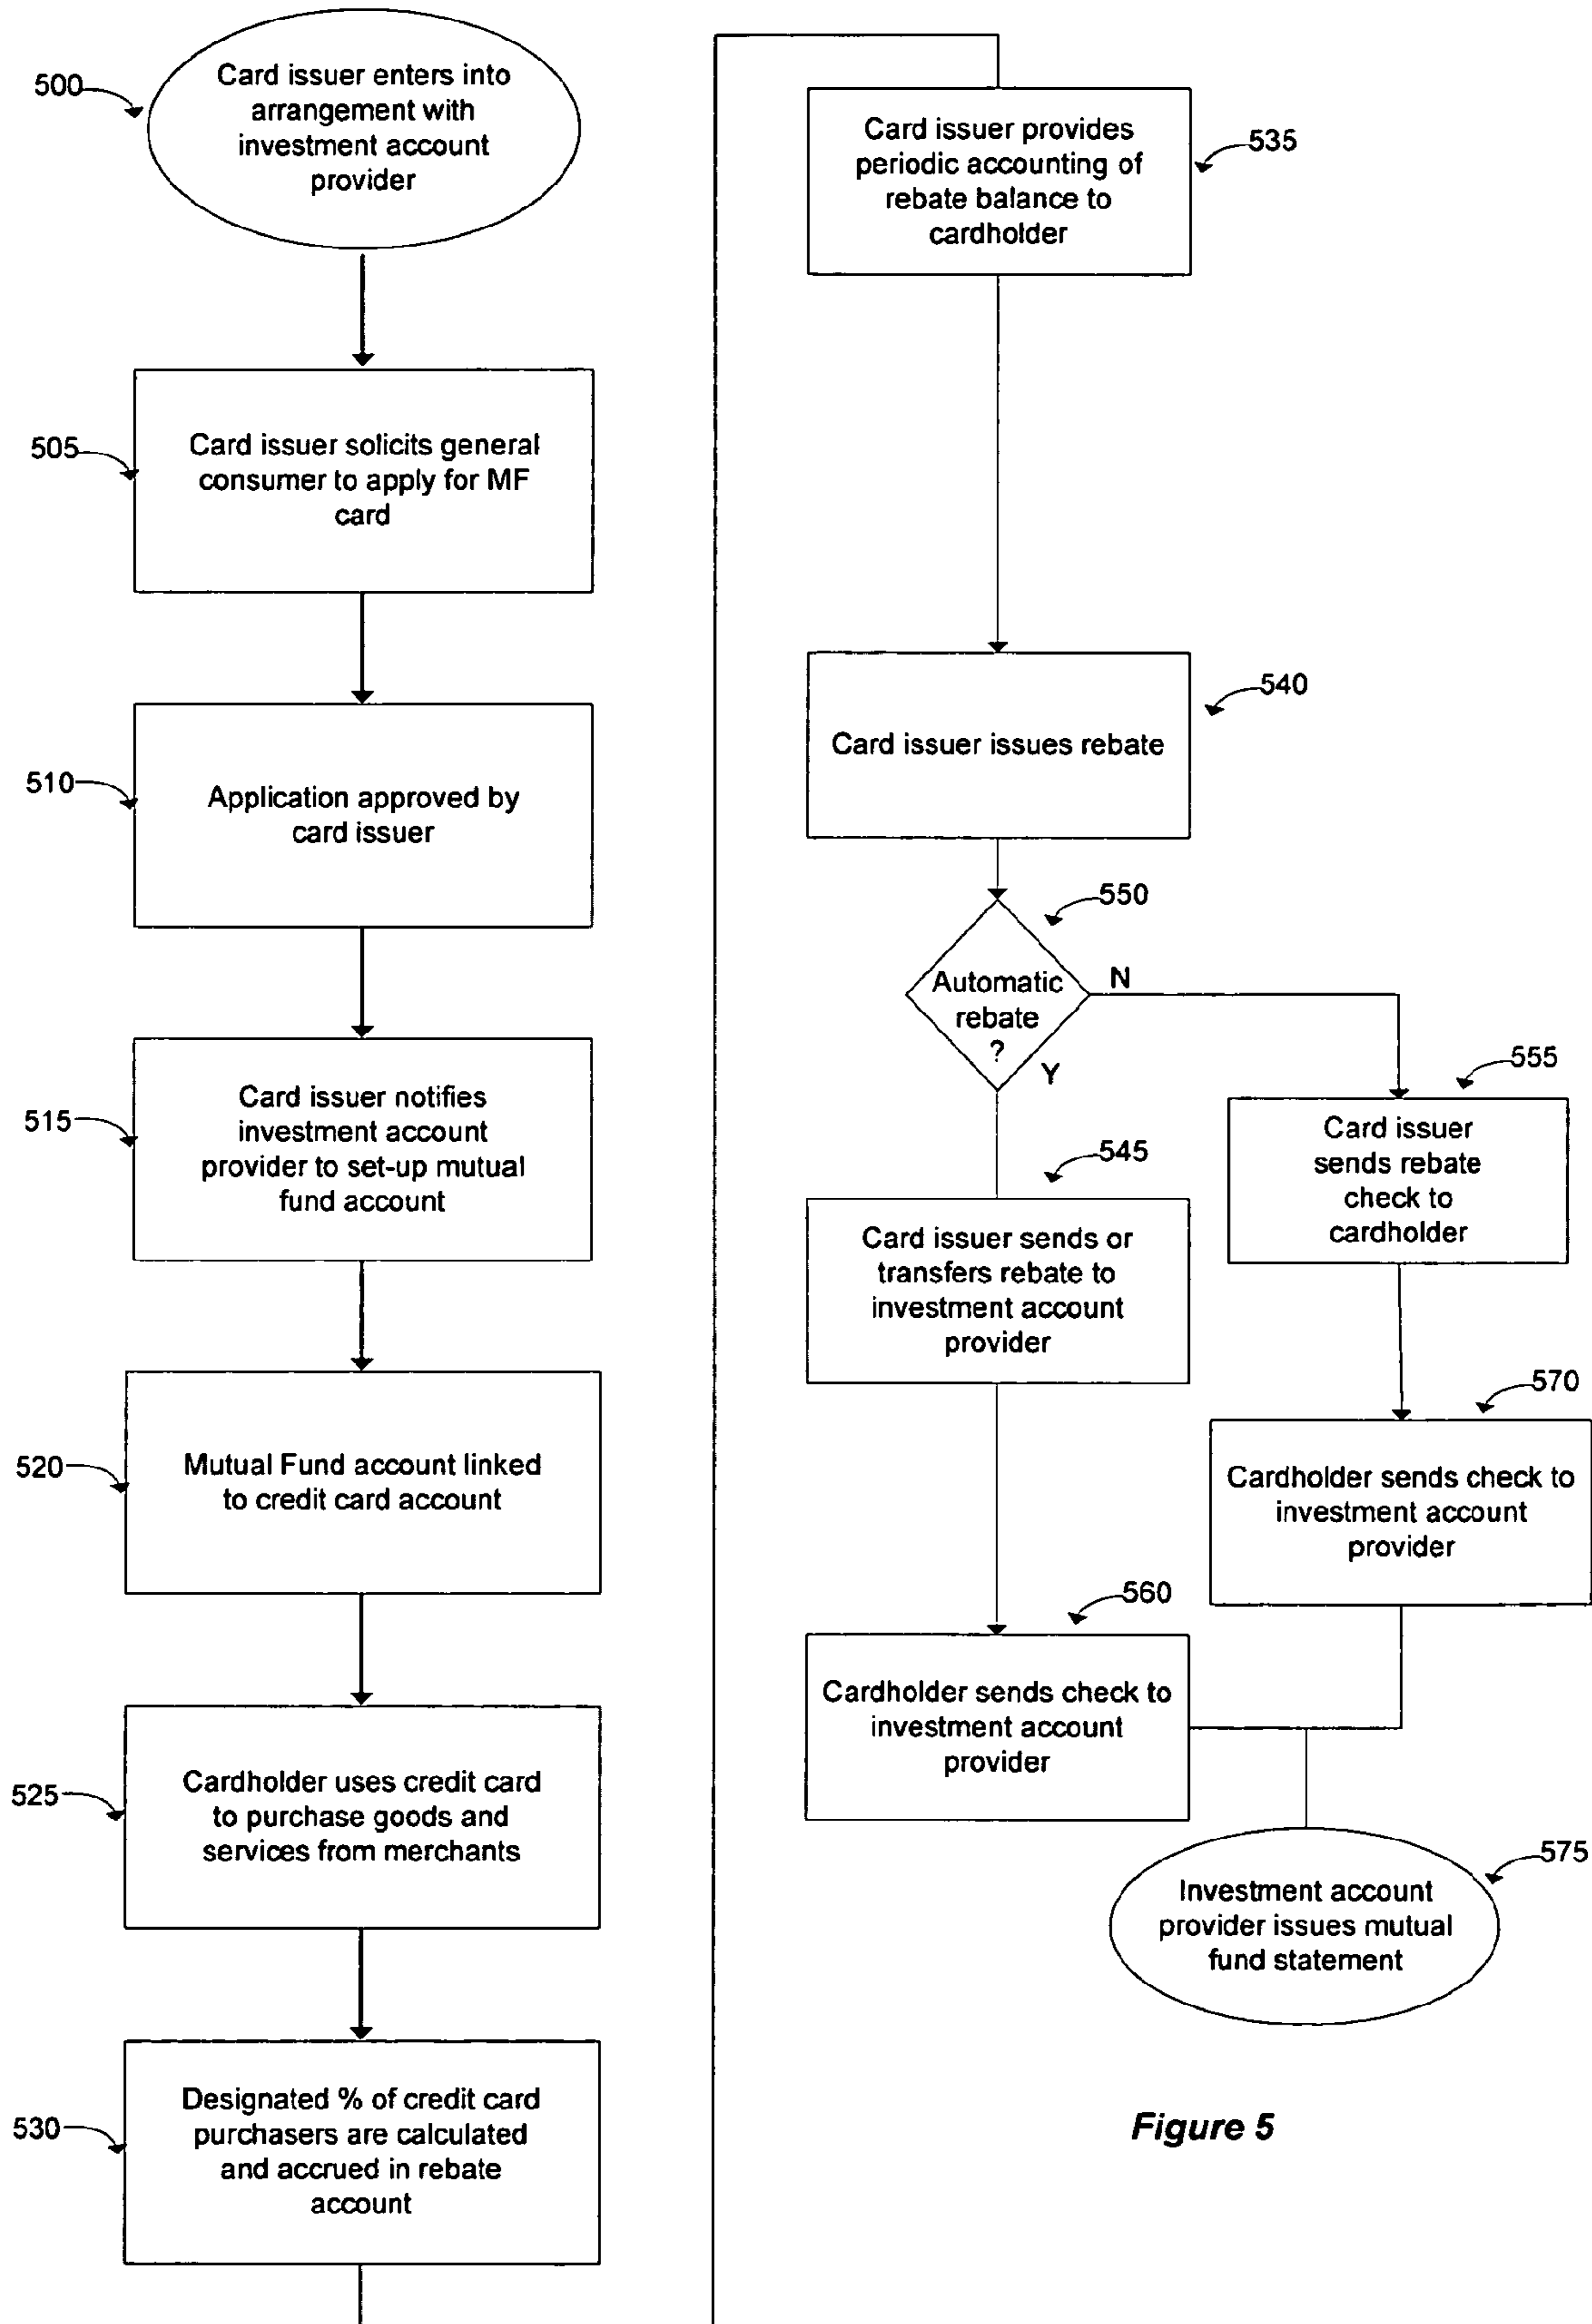 500
Card issuer enters into
arrangement with
investment account
provider
505
Card issuer solicits general
consumer to apply for MF
card
510
Application approved by
card issuer
515
Card issuer notifies
investment account
provider to set-up mutual
fund account
520
Mutual Fund account linked
to credit card account
525
Cardholder uses credit card
to purchase goods and
services from merchants
530
Designated % of credit card
purchasers are calculated
and accrued in rebate
account
535
Card issuer provides
periodic accounting of
rebate balance to
cardholder
540
Card issuer issues rebate
550
Automatic
rebate
?
N
Y
555
Card issuer
sends rebate
check to
cardholder
545
Card issuer sends or
transfers rebate to
investment account
provider
570
Cardholder sends check to
investment account
provider
560
Cardholder sends check to
investment account
provider
575
Investment account
provider issues mutual
fund statement
Figure 5